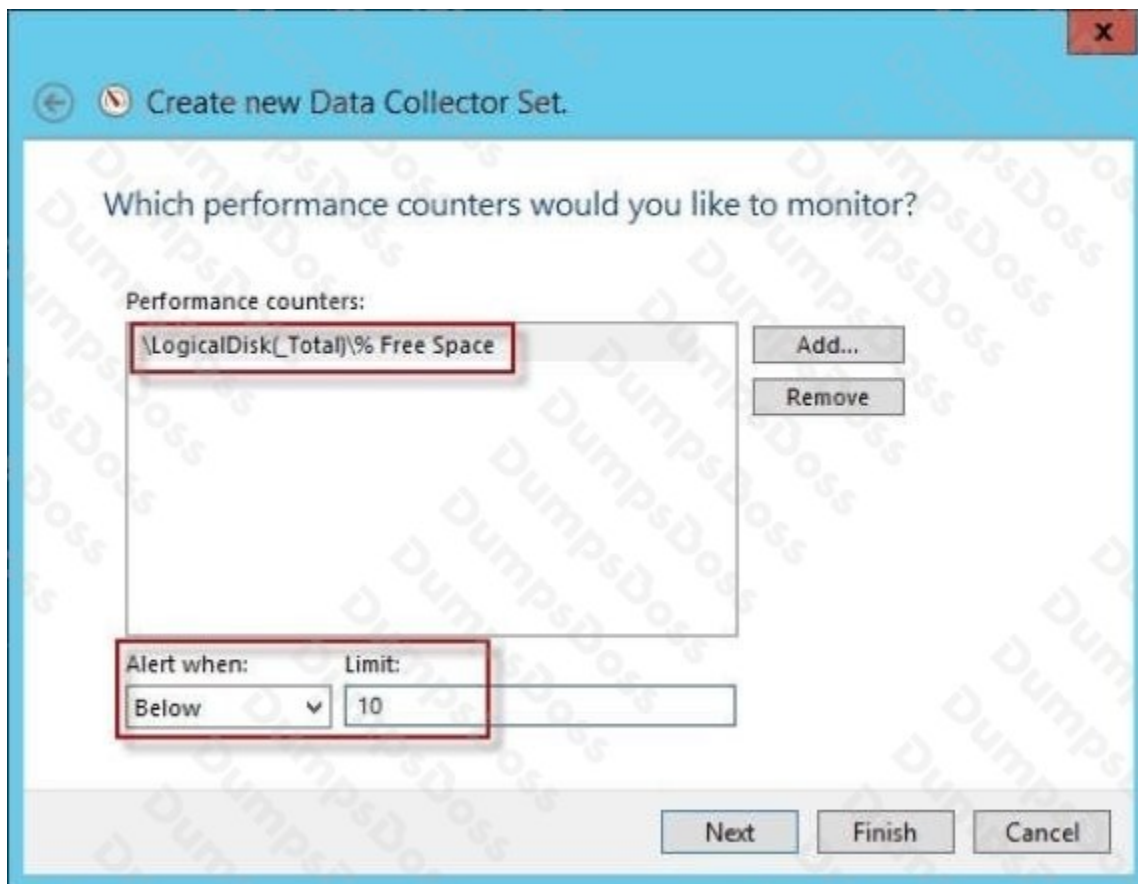 x
Create new Data Collector Set.
Which performance counters would you like to monitor?
Performance counters:
\LogicalDisk(_Total)\% Free Space
Add...
Remove
Alert when: Limit:
Below 10
Next Finish Cancel
DumpsDoss